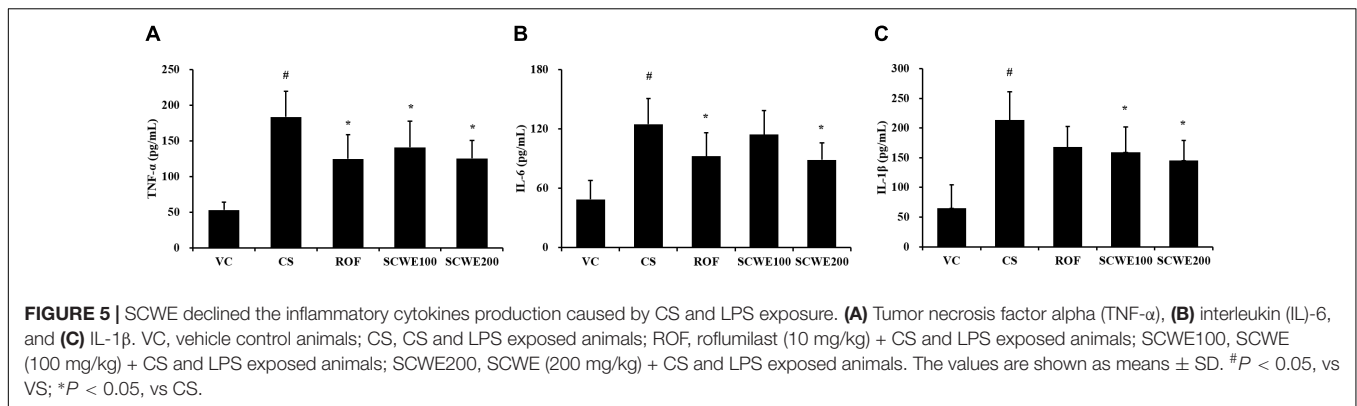 A
B
C
250
200
150
100
50
0
TNF-α (pg/mL)
#
*
*
*
VC CS ROF SCWE100 SCWE200
180
120
60
0
IL-6 (pg/mL)
#
*
*
VC CS ROF SCWE100 SCWE200
300
250
200
150
100
50
0
IL-1β (pg/mL)
#
*
*
VC CS ROF SCWE100 SCWE200
FIGURE 5 | SCWE declined the inflammatory cytokines production caused by CS and LPS exposure. (A) Tumor necrosis factor alpha (TNF-α), (B) interleukin (IL)-6,
and (C) IL-1β. VC, vehicle control animals; CS, CS and LPS exposed animals; ROF, roflumilast (10 mg/kg) + CS and LPS exposed animals; SCWE100, SCWE
(100 mg/kg) + CS and LPS exposed animals; SCWE200, SCWE (200 mg/kg) + CS and LPS exposed animals. The values are shown as means ± SD. #P < 0.05, vs
VS; *P < 0.05, vs CS.